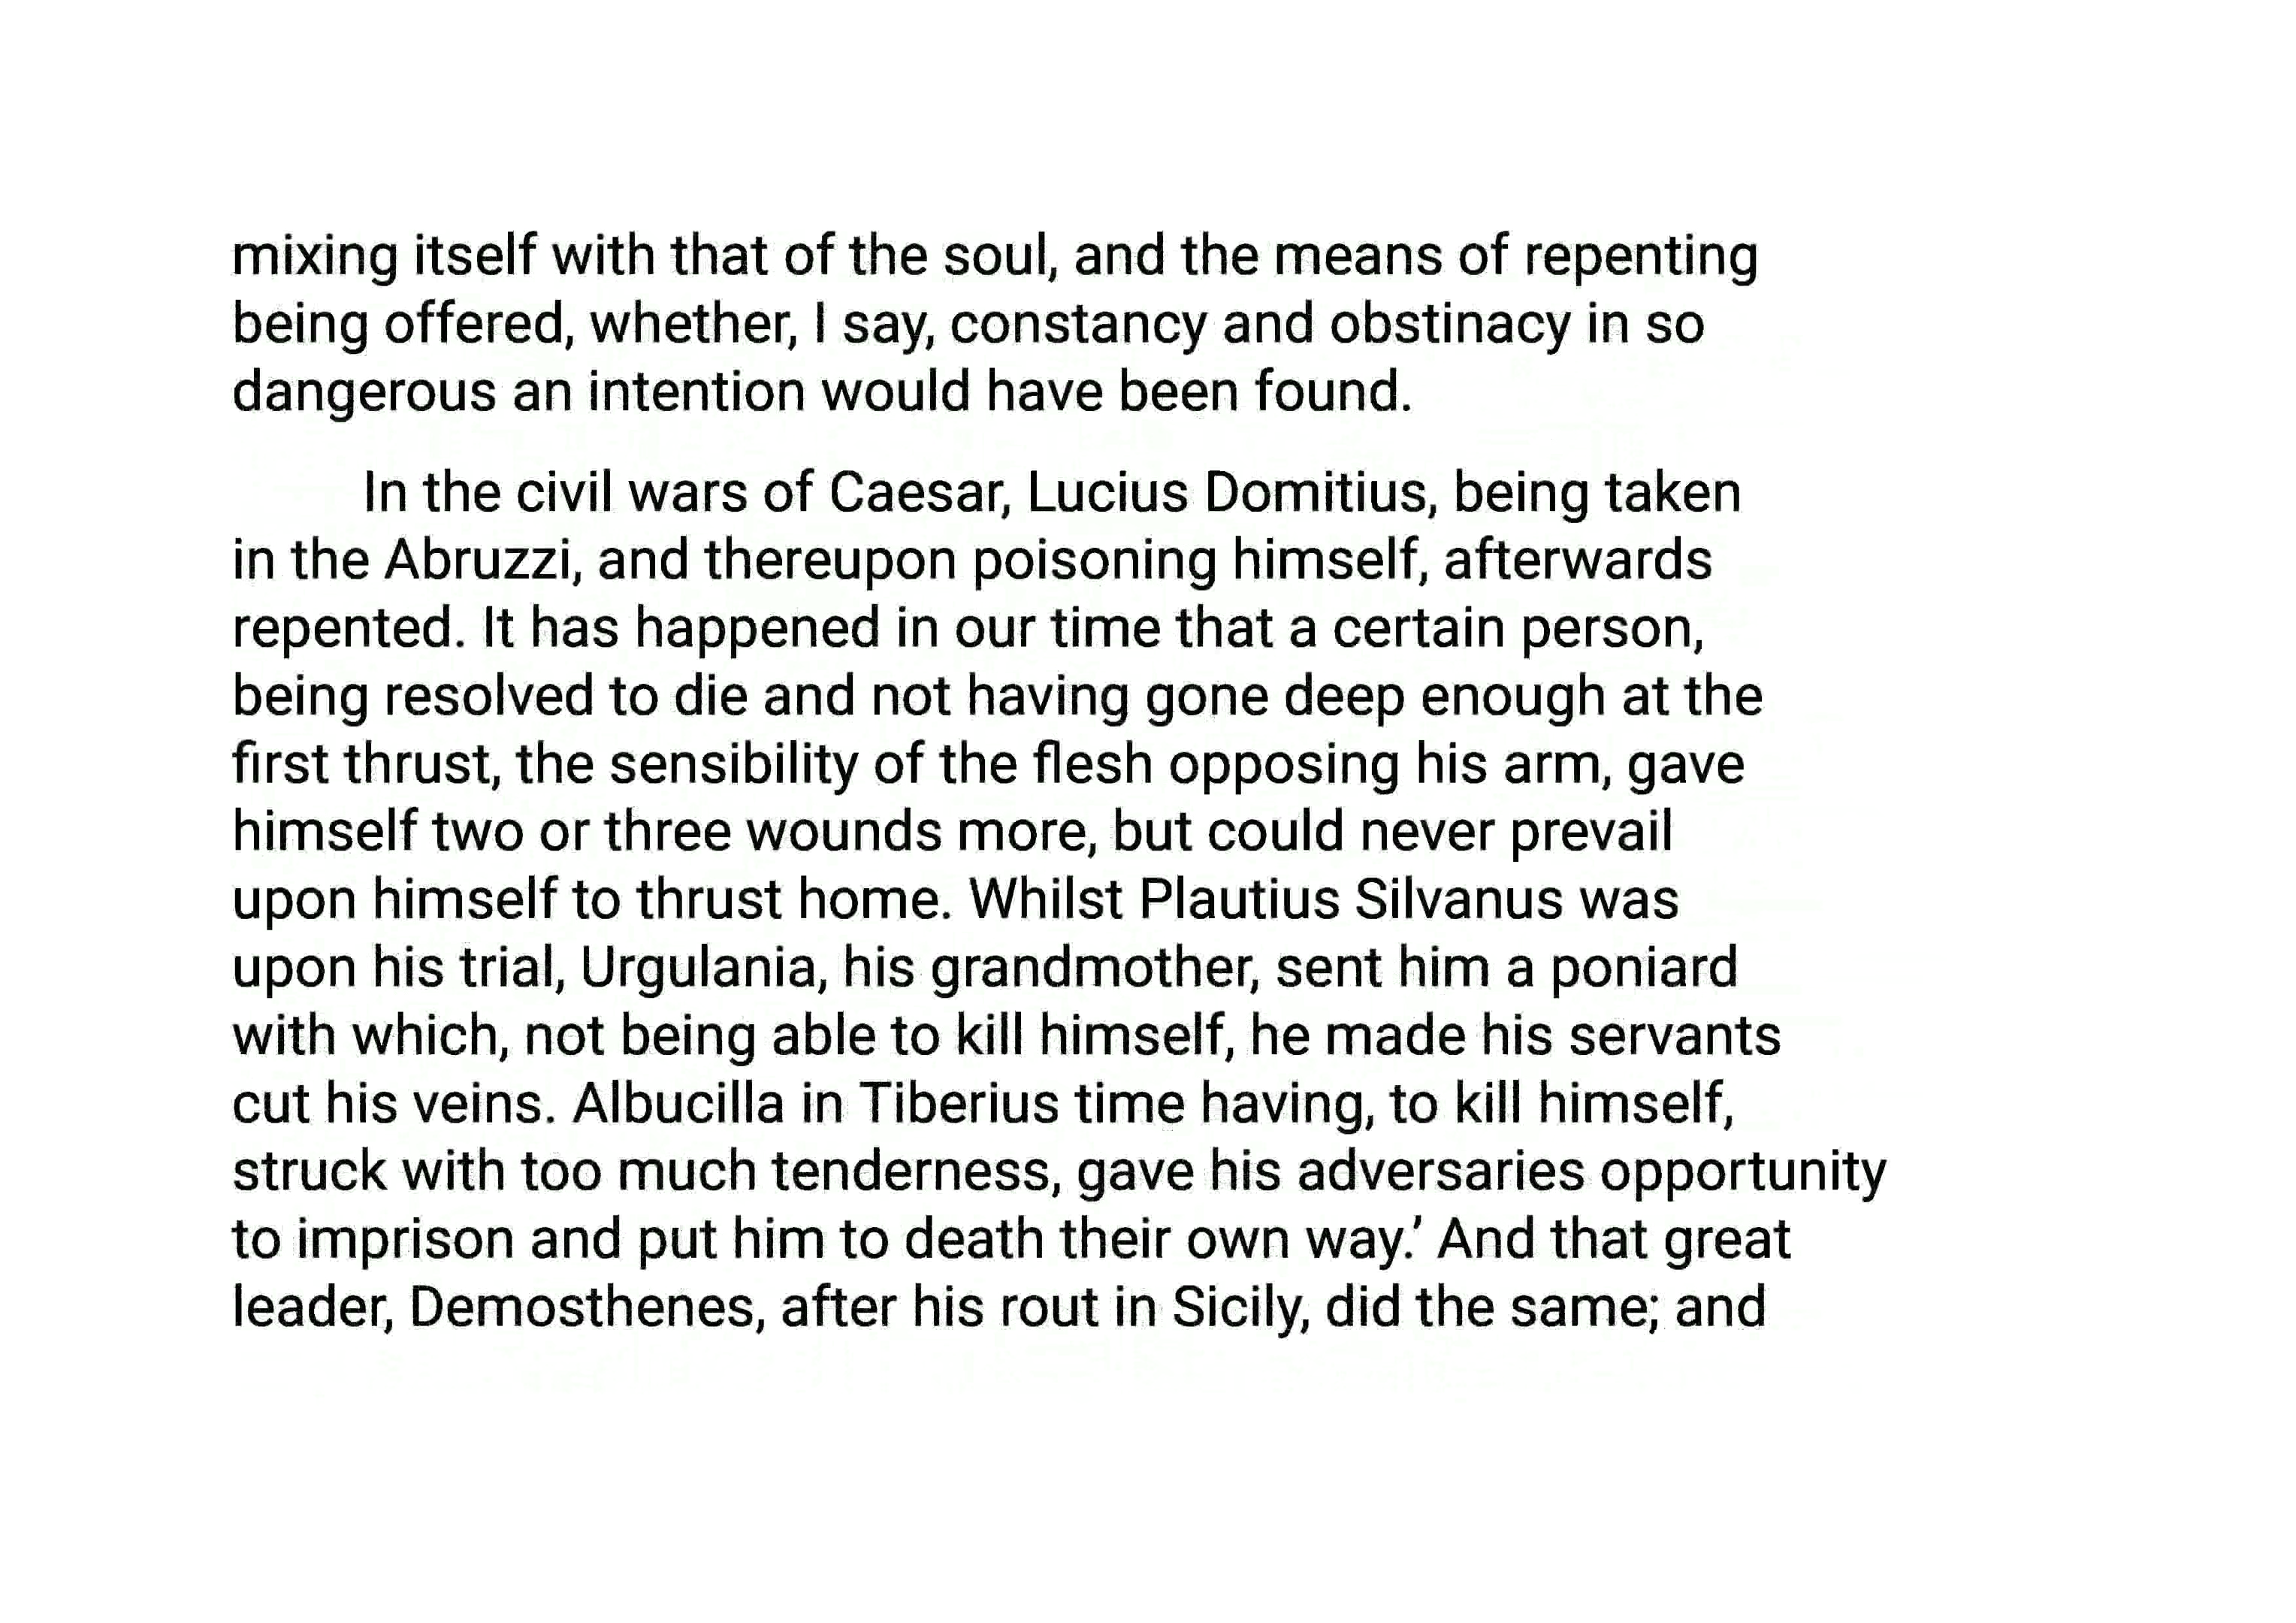 mixing itself with that of the soul, and the means of repenting
being offered, whether, I say, constancy and obstinacy in so
dangerous an intention would have been found.
In the civil wars of Caesar, Lucius Domitius, being taken
in the Abruzzi, and thereupon poisoning himself, afterwards
repented. It has happened in our time that a certain person,
being resolved to die and not having gone deep enough at the
first thrust, the sensibility of the flesh opposing his arm, gave
himself two or three wounds more, but could never prevail
upon himself to thrust home. Whilst Plautius Silvanus was
upon his trial, Urgulania, his grandmother, sent him a poniard
with which, not being able to kill himself, he made his servants
cut his veins. Albucilla in Tiberius time having, to kill himself,
struck with too much tenderness, gave his adversaries opportunity
to imprison and put him to death their own way.’ And that great
leader, Demosthenes, after his rout in Sicily, did the same; and